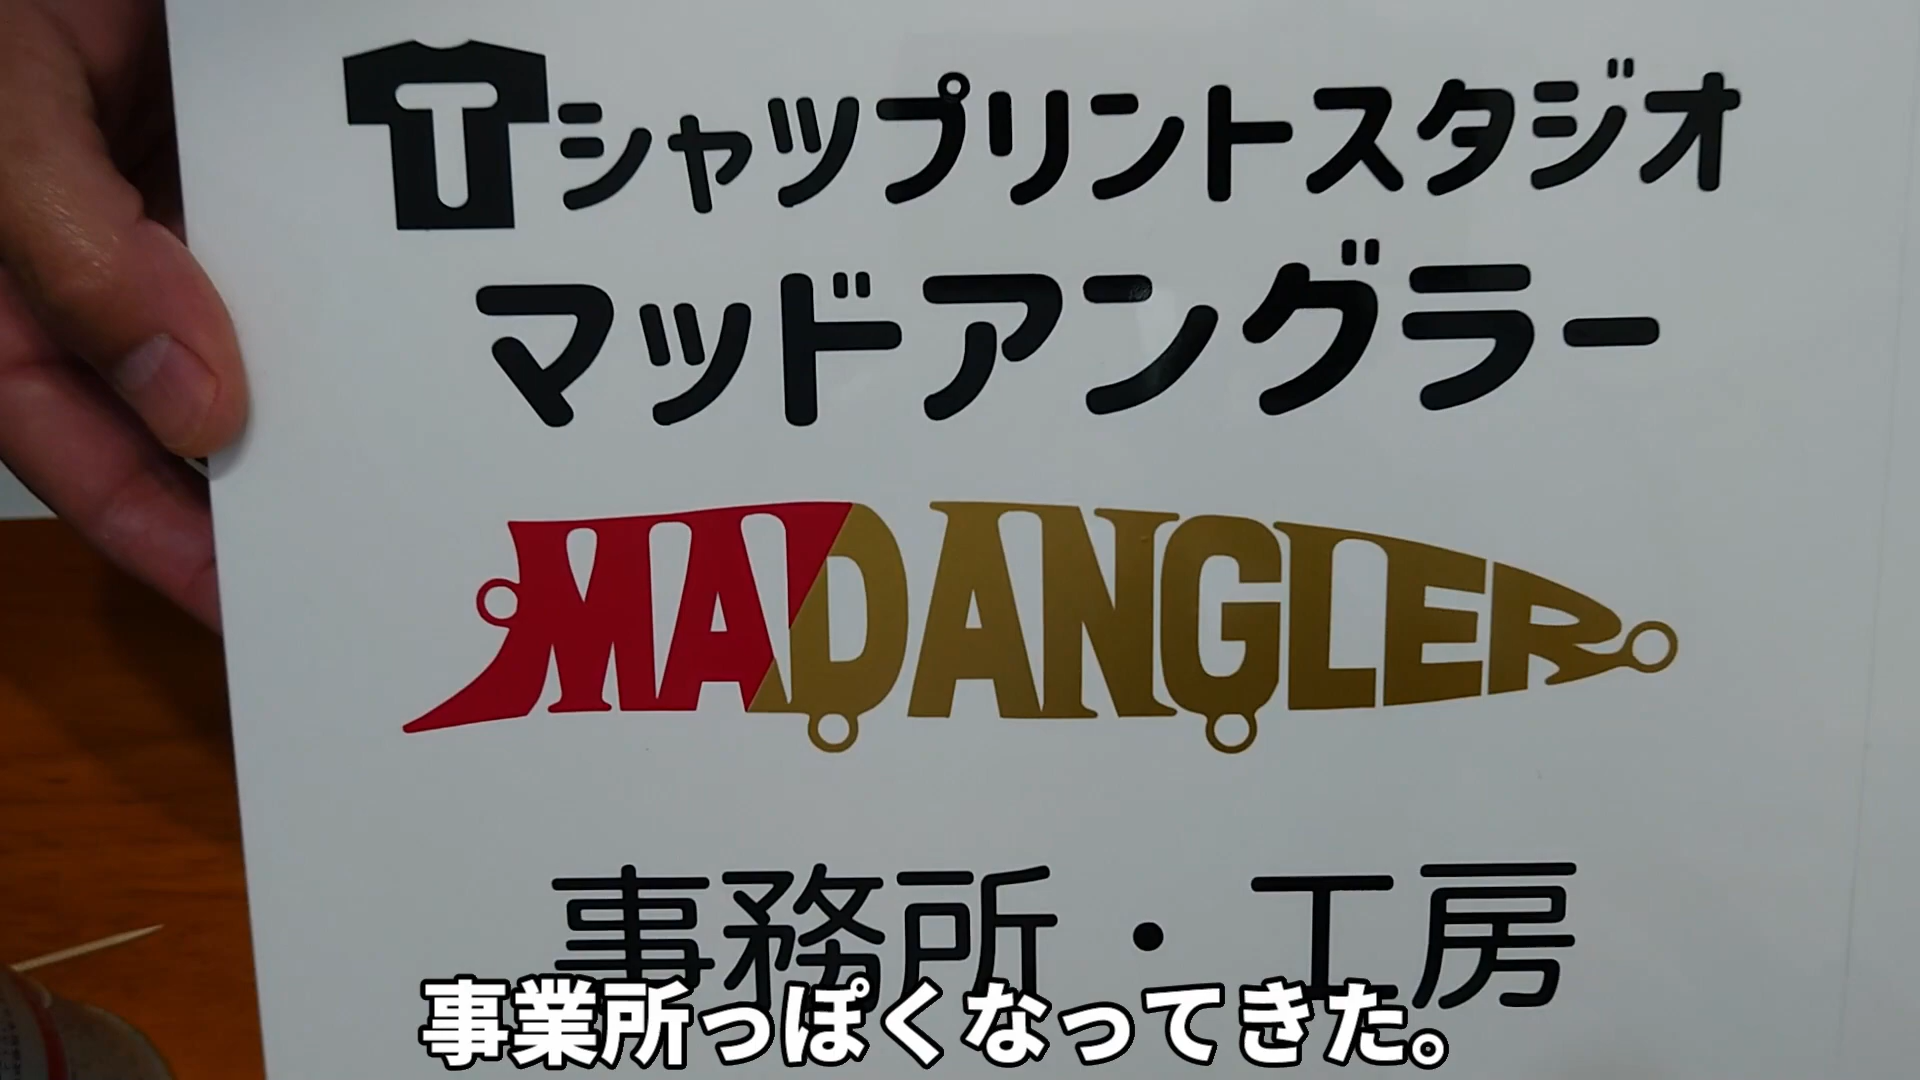 Tシャツプリントスタジオ
マッドアングラー
MADANGLER
事務所・工房
事業所っぽくなってきた。